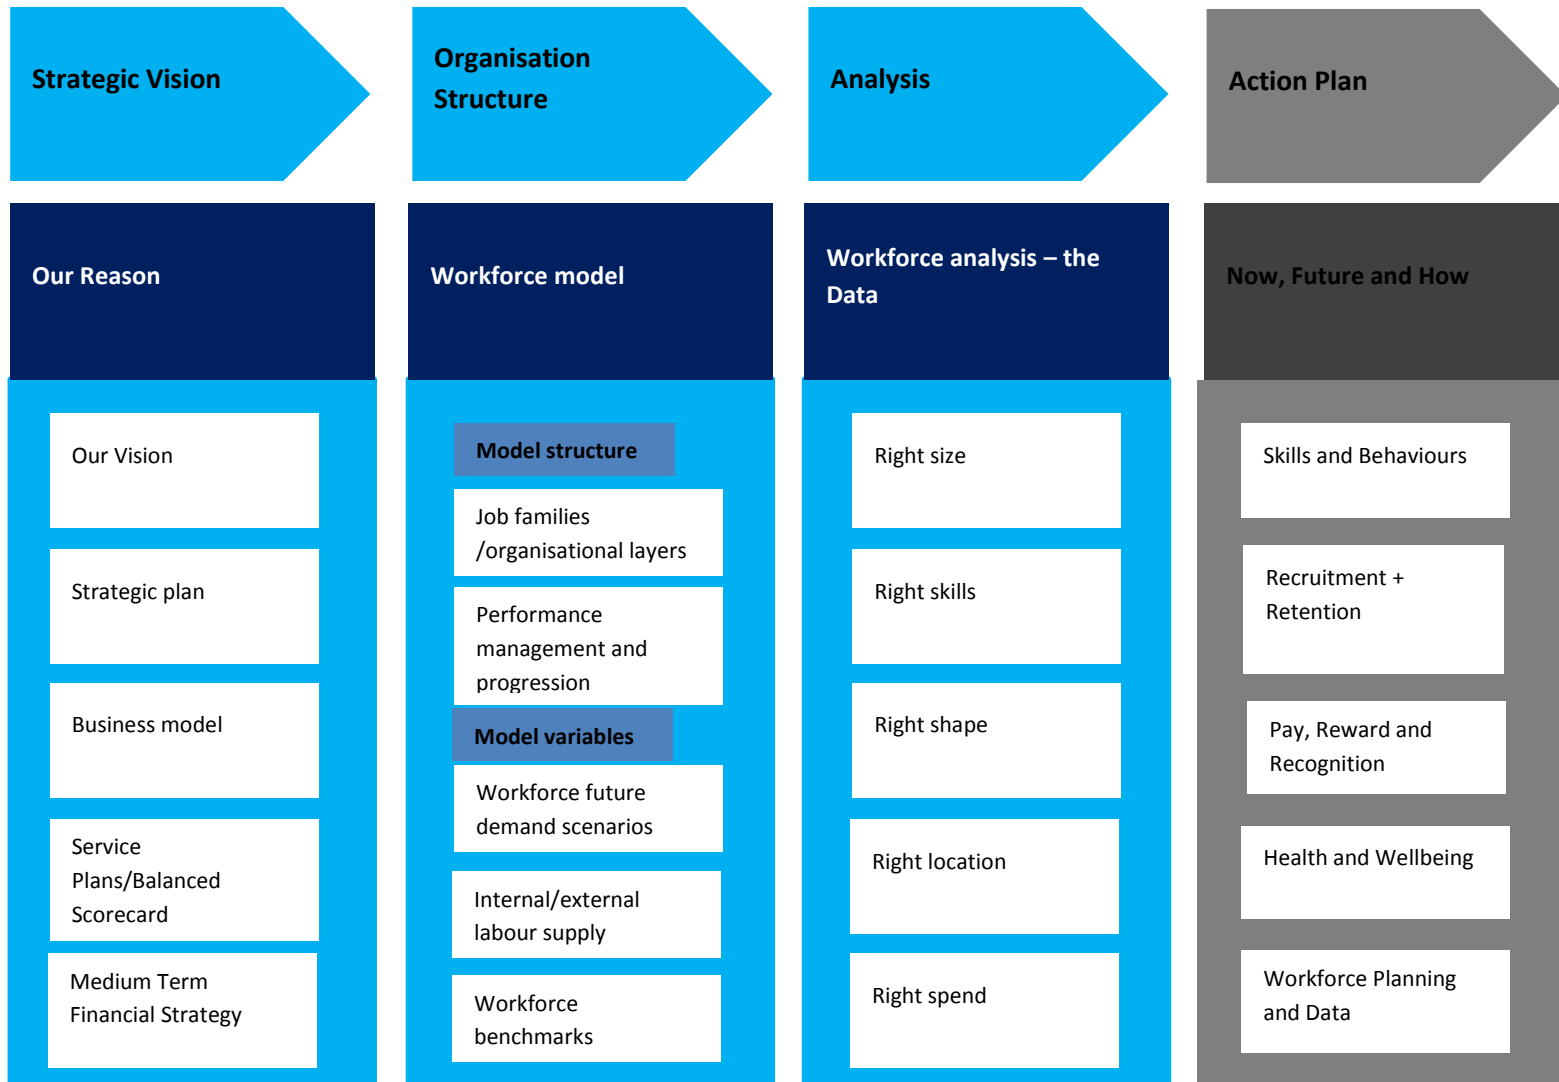 Strategic Vision
Organisation
Structure
Analysis
Action Plan
Our Reason
Workforce model
Workforce analysis – the
Data
Now, Future and How
Our Vision
Strategic plan
Business model
Service
Plans/Balanced
Scorecard
Medium Term
Financial Strategy
Model structure
Job families
/organisational layers
Performance
management and
progression
Model variables
Workforce future
demand scenarios
Internal/external
labour supply
Workforce
benchmarks
Right size
Right skills
Right shape
Right location
Right spend
Skills and Behaviours
Recruitment +
Retention
Pay, Reward and
Recognition
Health and Wellbeing
Workforce Planning
and Data